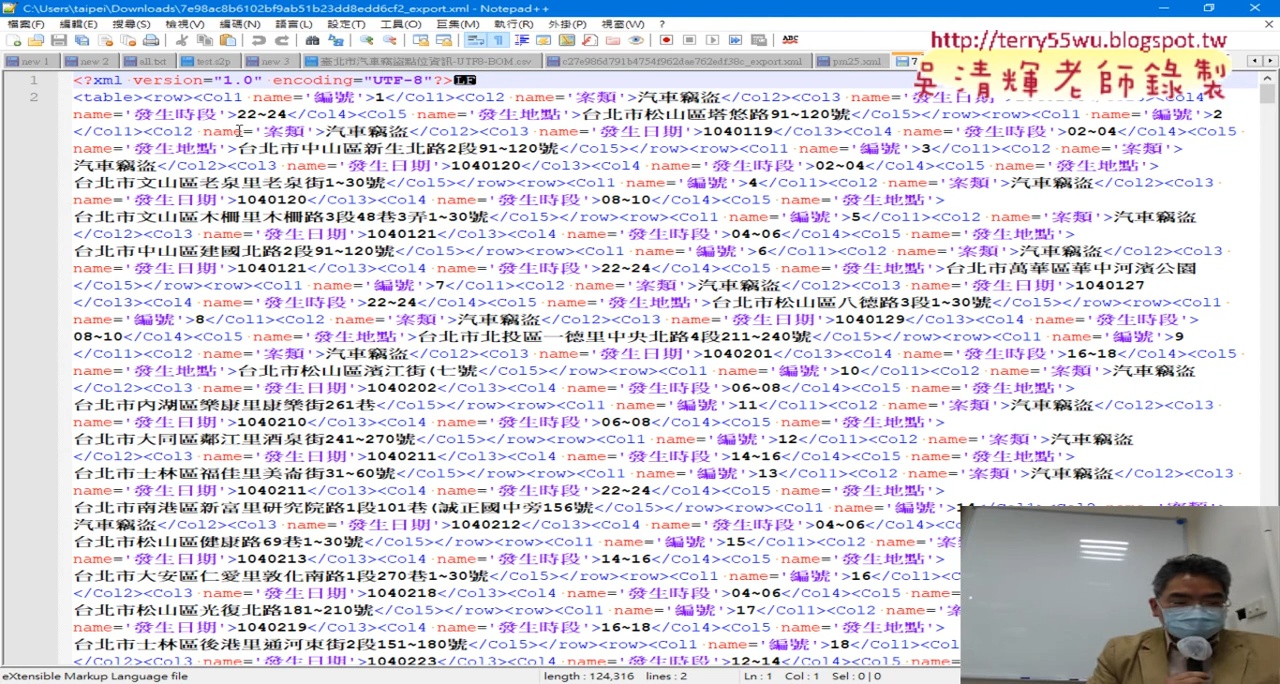 C:\Users\taipei\Downloads\7e98ac8b6102bf9ab51b23dd8edd6cf2_export.xml - Notepad++
檔案(F) 編輯(E) 搜尋(S) 檢視(V) 編碼(N) 語言(L) 設定(T) 工具(O) 巨集(M) 執行(R) 外掛(P) 視窗(W) ?
http://terry55wu.blogspot.tw
吳清輝老師錄製
new 1 new 2 all.txt test.s2p new 3 臺北市汽車竊盜點位資訊-UTF8-BOM.csv c27e986d791b4754f962dae762edf38c_export.xml pm25.xml 7
1 <?xml version="1.0" encoding="UTF-8"?>LF
2 <table><row><Col1 name='編號'>1</Col1><Col2 name='案類'>汽車竊盜</Col2><Col3 name='發生日期'
name='發生時段'>22~24</Col4><Col5 name='發生地點'>台北市松山區塔悠路91~120號</Col5></row><row><Col1 name='編號'>2
</Col1><Col2 name='案類'>汽車竊盜</Col2><Col3 name='發生日期'>1040119</Col3><Col4 name='發生時段'>02~04</Col4><Col5
name='發生地點'>台北市中山區新生北路2段91~120號</Col5></row><row><Col1 name='編號'>3</Col1><Col2 name='案類'>
汽車竊盜</Col2><Col3 name='發生日期'>1040120</Col3><Col4 name='發生時段'>02~04</Col4><Col5 name='發生地點'>
台北市文山區老泉里老泉街1~30號</Col5></row><row><Col1 name='編號'>4</Col1><Col2 name='案類'>汽車竊盜</Col2><Col3
name='發生日期'>1040120</Col3><Col4 name='發生時段'>08~10</Col4><Col5 name='發生地點'>
台北市文山區木柵里木柵路3段48巷3弄1~30號</Col5></row><row><Col1 name='編號'>5</Col1><Col2 name='案類'>汽車竊盜
</Col2><Col3 name='發生日期'>1040121</Col3><Col4 name='發生時段'>04~06</Col4><Col5 name='發生地點'>
台北市中山區建國北路2段91~120號</Col5></row><row><Col1 name='編號'>6</Col1><Col2 name='案類'>汽車竊盜</Col2><Col3
name='發生日期'>1040121</Col3><Col4 name='發生時段'>22~24</Col4><Col5 name='發生地點'>台北市萬華區華中河濱公園
</Col5></row><row><Col1 name='編號'>7</Col1><Col2 name='案類'>汽車竊盜</Col2><Col3 name='發生日期'>1040127
</Col3><Col4 name='發生時段'>22~24</Col4><Col5 name='發生地點'>台北市松山區八德路3段1~30號</Col5></row><row><Col1
name='編號'>8</Col1><Col2 name='案類'>汽車竊盜</Col2><Col3 name='發生日期'>1040129</Col3><Col4 name='發生時段'>
08~10</Col4><Col5 name='發生地點'>台北市北投區一德里中央北路4段211~240號</Col5></row><row><Col1 name='編號'>9
</Col1><Col2 name='案類'>汽車竊盜</Col2><Col3 name='發生日期'>1040201</Col3><Col4 name='發生時段'>16~18</Col4><Col5
name='發生地點'>台北市松山區濱江街(七號</Col5></row><row><Col1 name='編號'>10</Col1><Col2 name='案類'>汽車竊盜
</Col2><Col3 name='發生日期'>1040202</Col3><Col4 name='發生時段'>06~08</Col4><Col5 name='發生地點'>
台北市內湖區樂康里康樂街261巷</Col5></row><row><Col1 name='編號'>11</Col1><Col2 name='案類'>汽車竊盜</Col2><Col3
name='發生日期'>1040210</Col3><Col4 name='發生時段'>06~08</Col4><Col5 name='發生地點'>
台北市大同區鄰江里酒泉街241~270號</Col5></row><row><Col1 name='編號'>12</Col1><Col2 name='案類'>汽車竊盜
</Col2><Col3 name='發生日期'>1040211</Col3><Col4 name='發生時段'>14~16</Col4><Col5 name='發生地點'>
台北市士林區福佳里美崙街31~60號</Col5></row><row><Col1 name='編號'>13</Col1><Col2 name='案類'>汽車竊盜</Col2><Col3
name='發生日期'>1040211</Col3><Col4 name='發生時段'>22~24</Col4><Col5 name='發生地點'>
台北市南港區新富里研究院路1段101巷(誠正國中旁156號</Col5></row><row><Col1 name='編號'>
汽車竊盜</Col2><Col3 name='發生日期'>1040212</Col3><Col4 name='發生時段'>04~06</Col4><Col5
台北市松山區健康路69巷1~30號</Col5></row><row><Col1 name='編號'>15</Col1><Col2 name='案
name='發生日期'>1040213</Col3><Col4 name='發生時段'>14~16</Col4><Col5 name='發生地點'>
台北市大安區仁愛里敦化南路1段270巷1~30號</Col5></row><row><Col1 name='編號'>16</Col1
</Col2><Col3 name='發生日期'>1040218</Col3><Col4 name='發生時段'>04~06</Col4><Col5
台北市松山區光復北路181~210號</Col5></row><row><Col1 name='編號'>17</Col1><Col2 name=
name='發生日期'>1040219</Col3><Col4 name='發生時段'>16~18</Col4><Col5 name='發生地點'>
台北市士林區後港里通河東街2段151~180號</Col5></row><row><Col1 name='編號'>18</Col1
</Col2><Col3 name='發生日期'>1040223</Col3><Col4 name='發生時段'>12~14</Col4><Col5
eXtensible Markup Language file length : 124,316 lines : 2 Ln : 1 Col : 1 Sel : 0 | 0